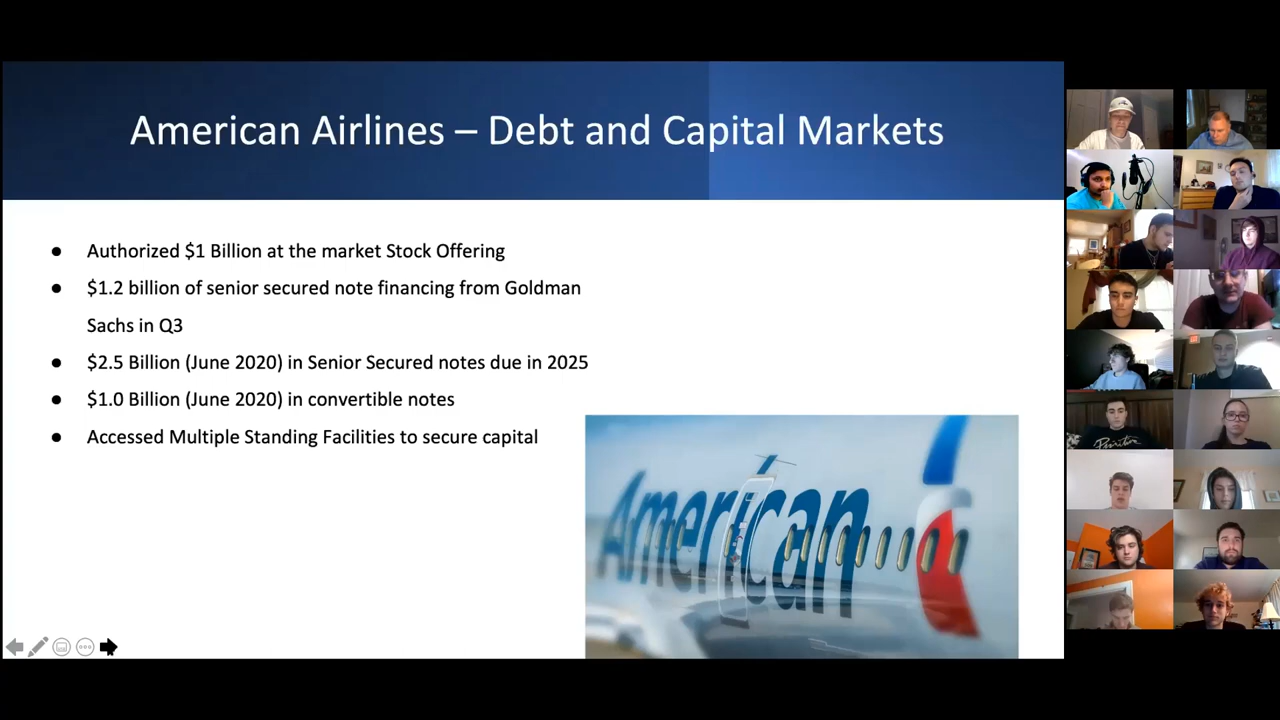 American Airlines – Debt and Capital Markets
● Authorized $1 Billion at the market Stock Offering
● $1.2 billion of senior secured note financing from Goldman
Sachs in Q3
● $2.5 Billion (June 2020) in Senior Secured notes due in 2025
● $1.0 Billion (June 2020) in convertible notes
● Accessed Multiple Standing Facilities to secure capital
American